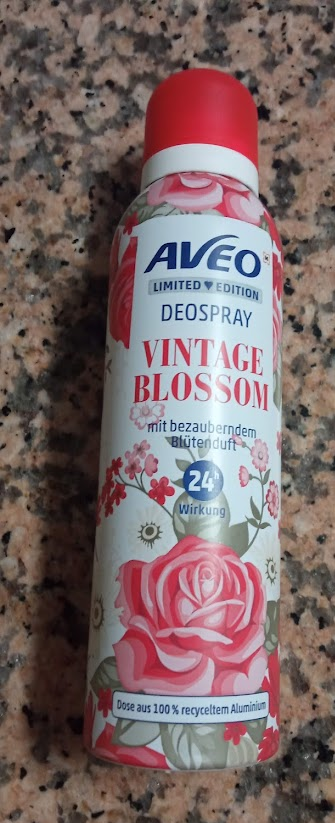 AVEO
LIMITED EDITION
DEOSPRAY
VINTAGE
BLOSSOM
mit bezauberndem
Blütenduft
24h
Wirkung
Dose aus 100% recyceltem Aluminium